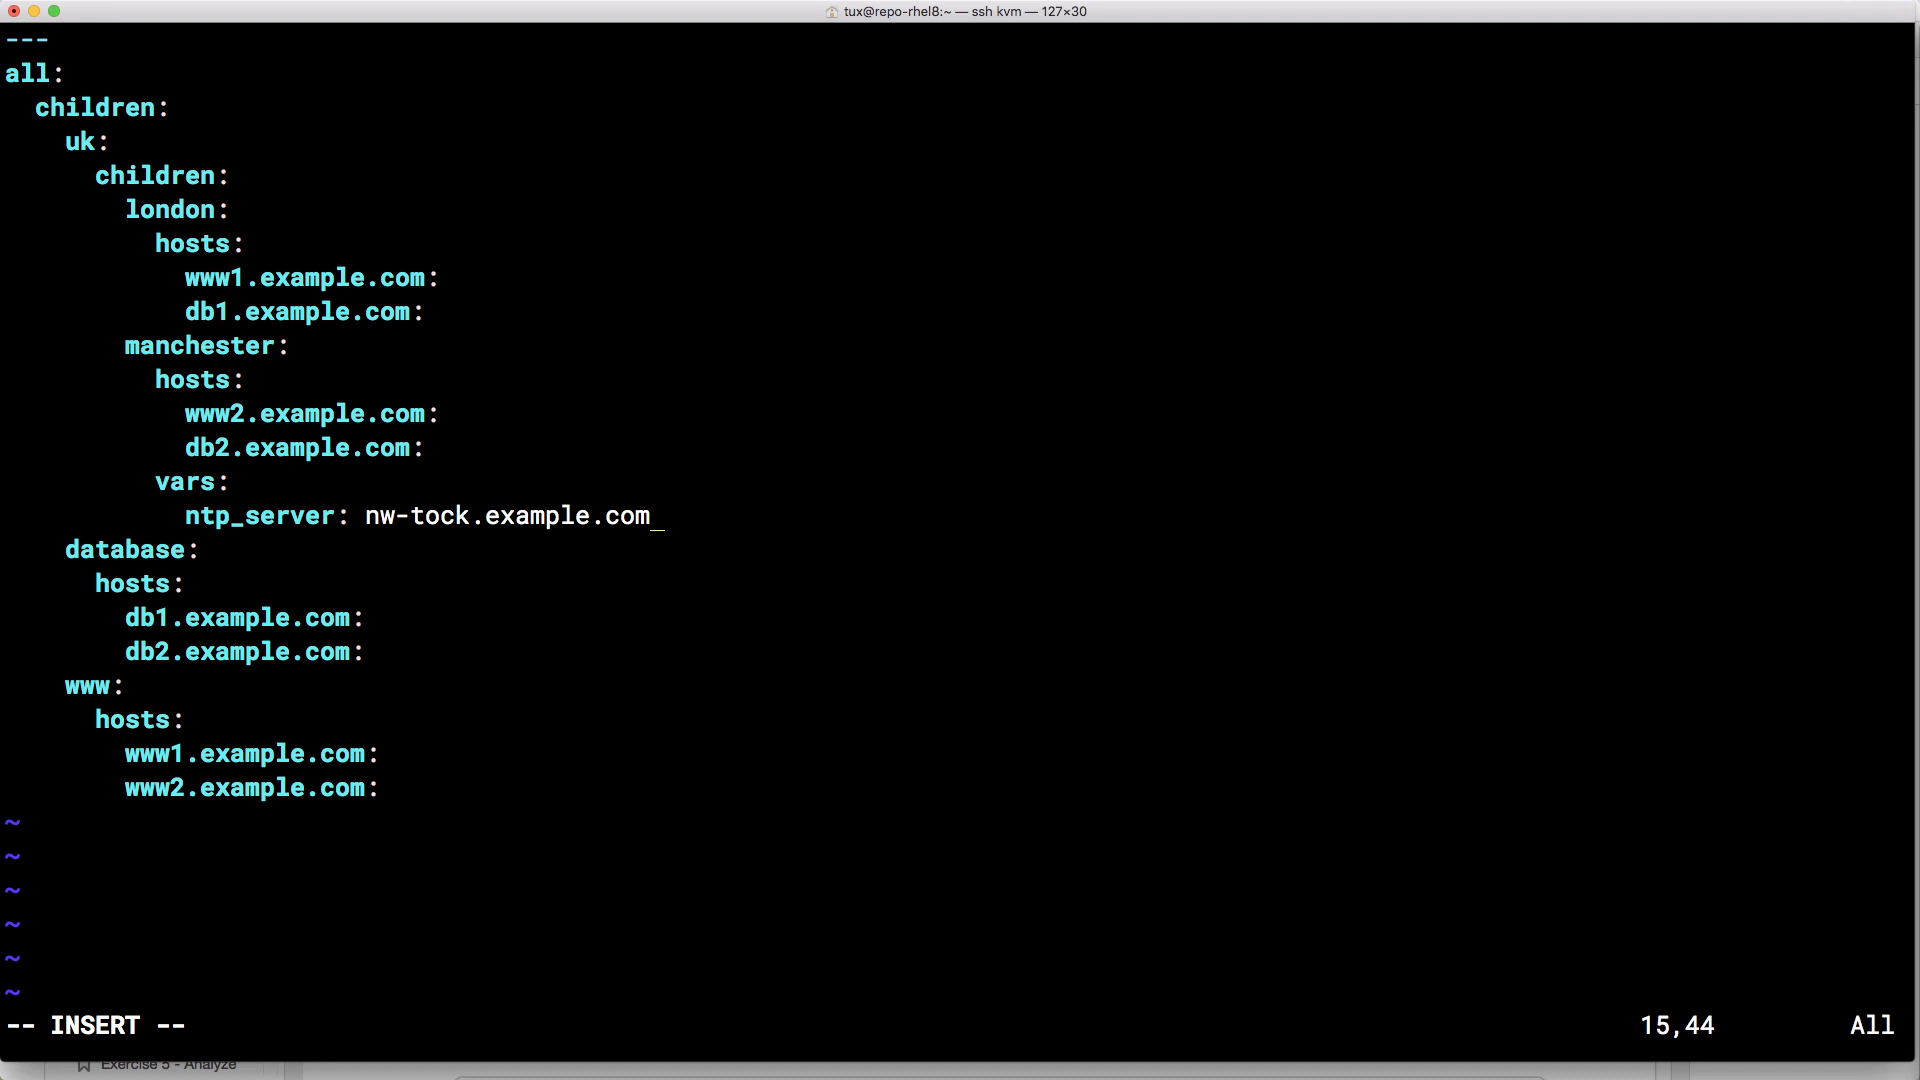 tux@repo-rhel8:~ — ssh kvm — 127×30
---
all:
  children:
    uk:
      children:
        london:
          hosts:
            www1.example.com:
            db1.example.com:
        manchester:
          hosts:
            www2.example.com:
            db2.example.com:
          vars:
            ntp_server: nw-tock.example.com_
    database:
      hosts:
        db1.example.com:
        db2.example.com:
    www:
      hosts:
        www1.example.com:
        www2.example.com:
~
~
~
~
~
~
-- INSERT -- 15,44 All
Exercise 5 - Analyze